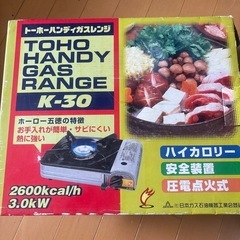 トーホーハンディガスレンジ
TOHO
HANDY
GAS
RANGE
K-30
ホーロー五徳の特徴
お手入れが簡単・サビにくい
熱に強い
2600kcal/h
3.0kW
ハイカロリー
安全装置
圧電点火式